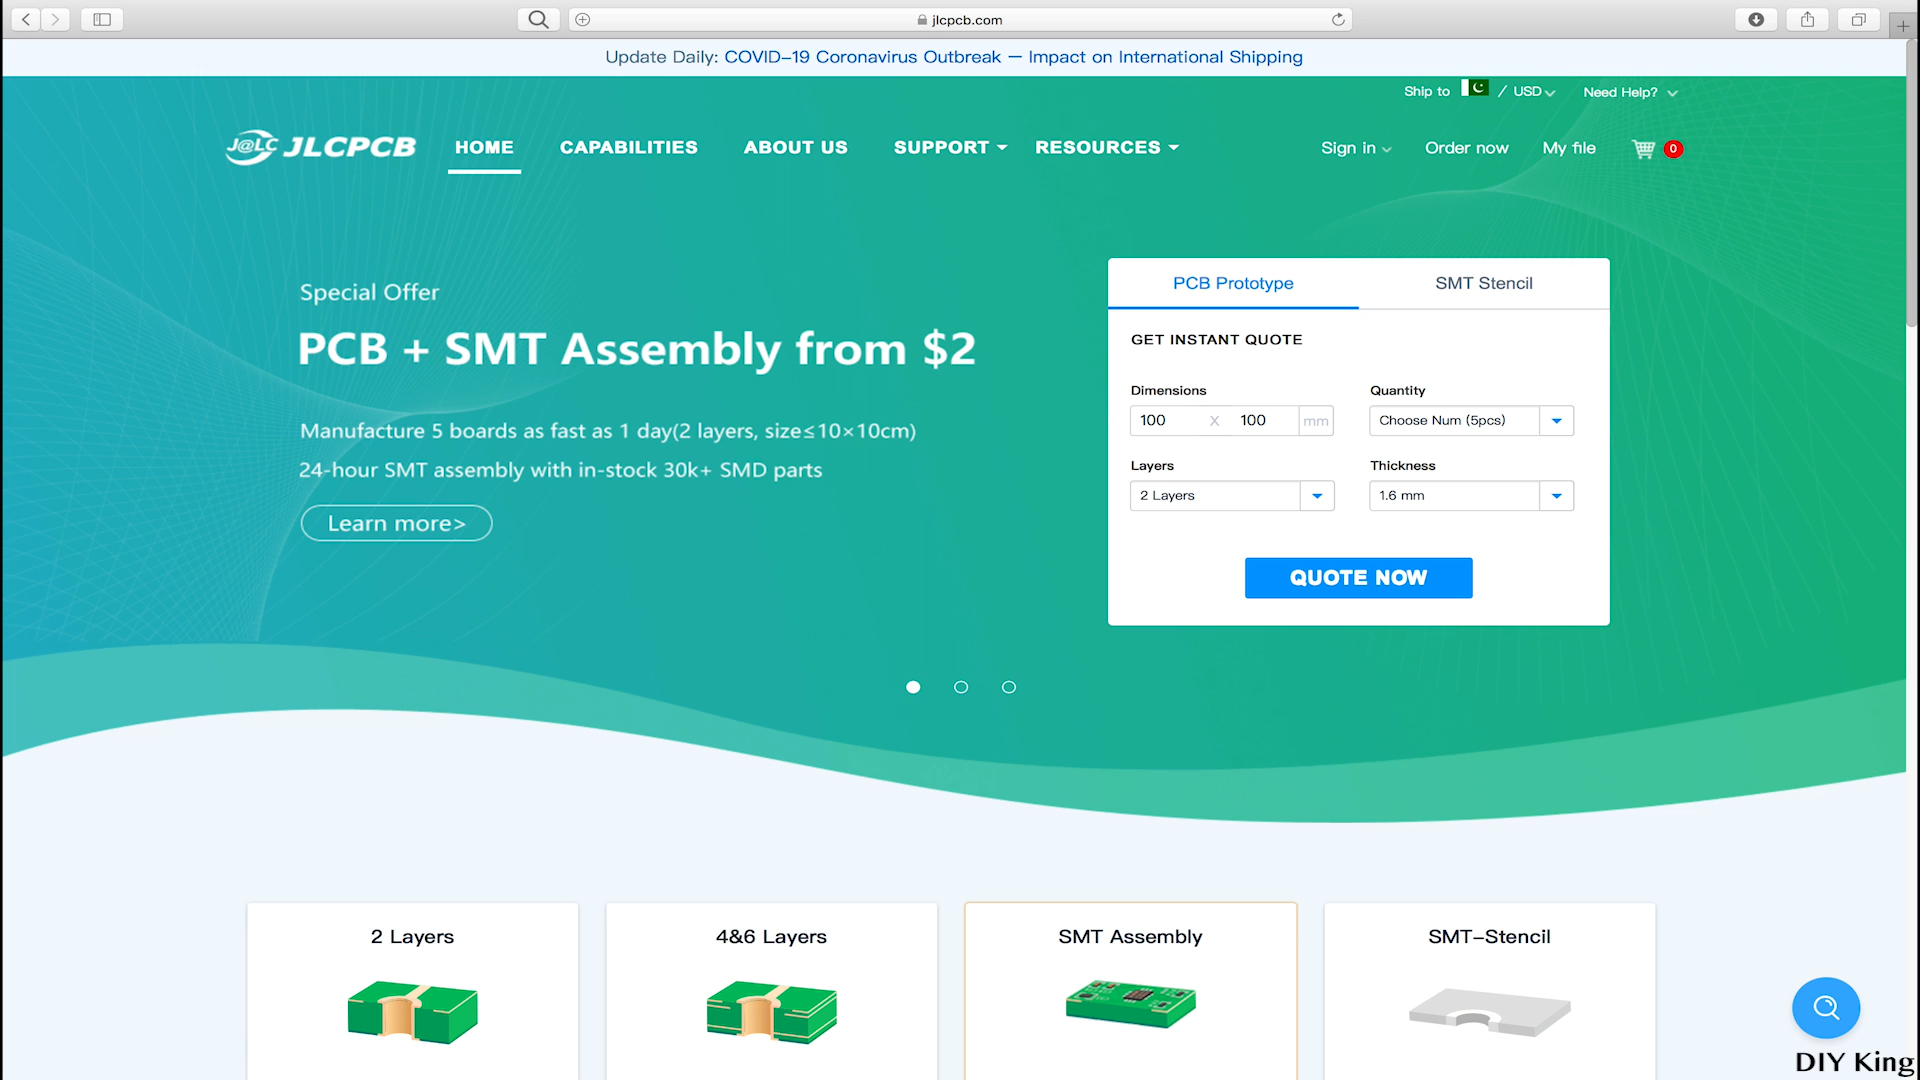 jlcpcb.com
Update Daily: COVID-19 Coronavirus Outbreak — Impact on International Shipping
Ship to / USD Need Help?
J@LC JLCPCB HOME CAPABILITIES ABOUT US SUPPORT RESOURCES Sign in Order now My file 0
Special Offer
PCB + SMT Assembly from $2
Manufacture 5 boards as fast as 1 day(2 layers, size≤10×10cm)
24-hour SMT assembly with in-stock 30k+ SMD parts
Learn more>
PCB Prototype SMT Stencil
GET INSTANT QUOTE
Dimensions Quantity
100 X 100 mm Choose Num (5pcs)
Layers Thickness
2 Layers 1.6 mm
QUOTE NOW
2 Layers 4&6 Layers SMT Assembly SMT-Stencil
DIY King